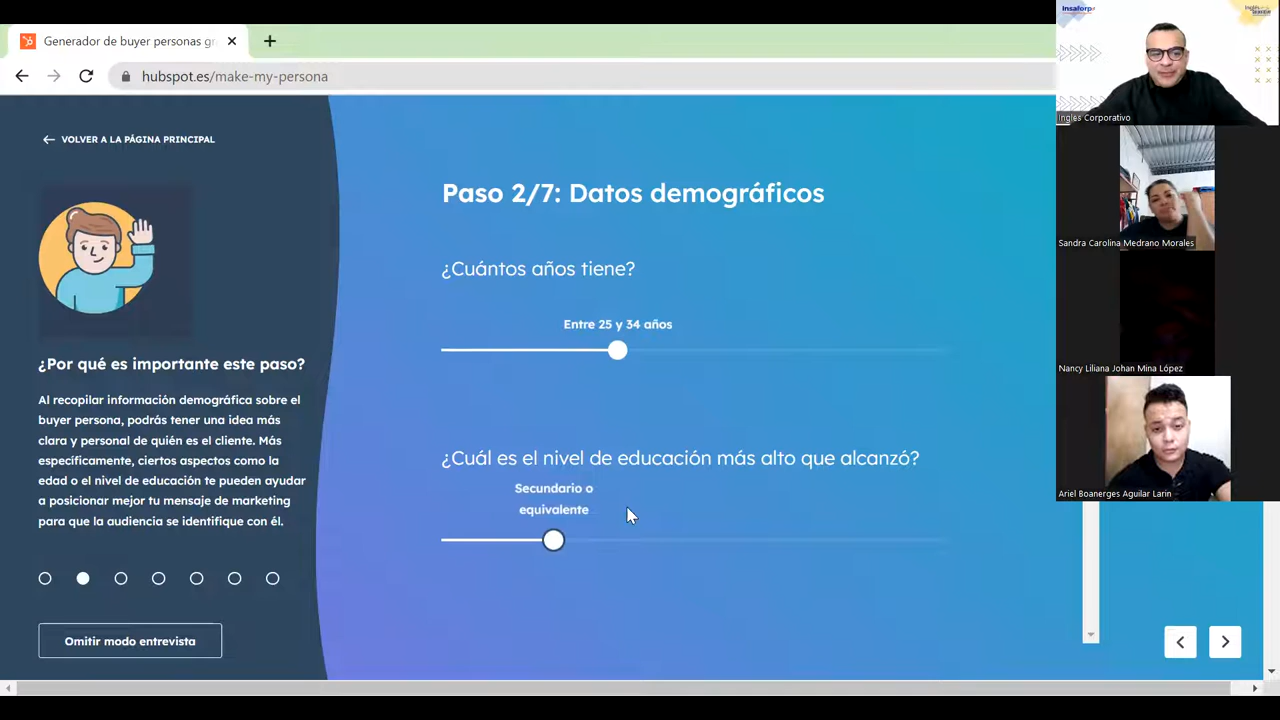 Generador de buyer personas gr
hubspot.es/make-my-persona
VOLVER A LA PÁGINA PRINCIPAL
¿Por qué es importante este paso?
Al recopilar información demográfica sobre el
buyer persona, podrás tener una idea más
clara y personal de quién es el cliente. Más
específicamente, ciertos aspectos como la
edad o el nivel de educación te pueden ayudar
a posicionar mejor tu mensaje de marketing
para que la audiencia se identifique con él.
Omitir modo entrevista
Paso 2/7: Datos demográficos
¿Cuántos años tiene?
Entre 25 y 34 años
¿Cuál es el nivel de educación más alto que alcanzó?
Secundario o
equivalente
Insaforp
Ingles Corporativo
Sandra Carolina Medrano Morales
Nancy Liliana Johan Mina López
Ariel Boanerges Aguilar Larin